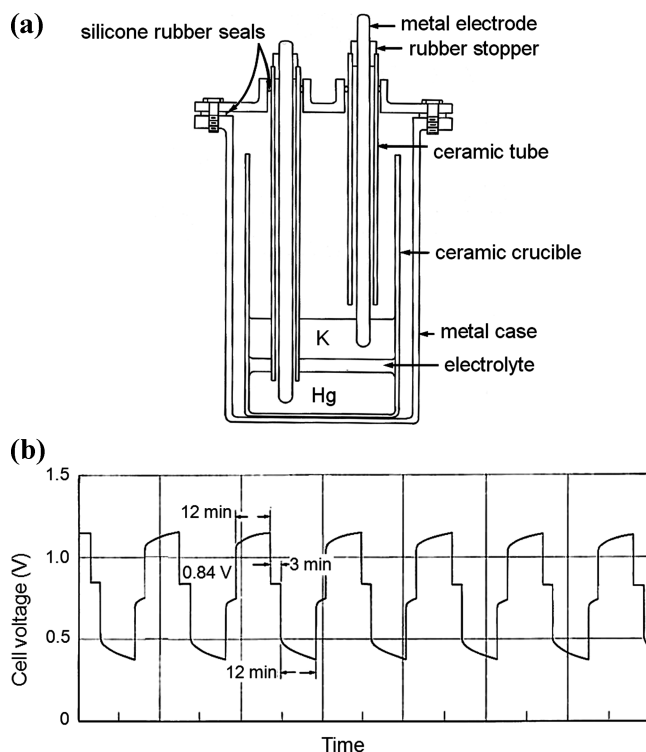 (a)
silicone rubber seals
metal electrode
rubber stopper
ceramic tube
ceramic crucible
metal case
K
electrolyte
Hg
(b)
1.5
12 min
1.0
0.84 V
3 min
Cell voltage (V)
0.5
12 min
0
Time